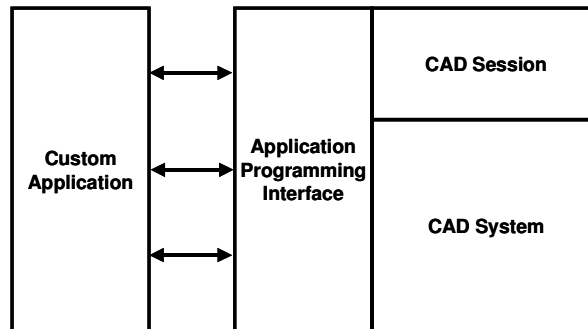 Custom
Application
Application
Programming
Interface
CAD Session
CAD System